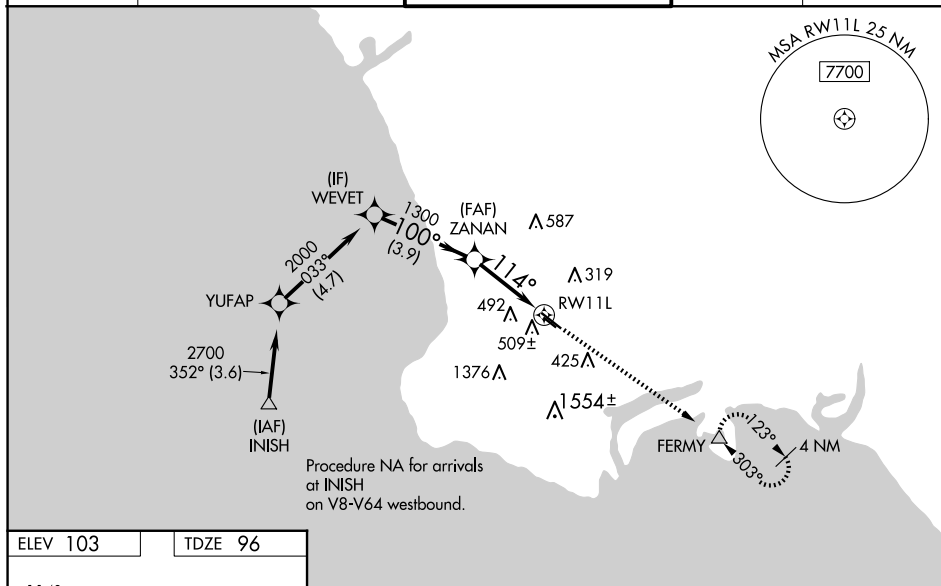 MSA RW11L 25 NM
7700
(IF)
WEVET
1300
100°
(3.9)
(FAF)
ZANAN
587
2000
033°
(4.7)
114°
319
YUFAP
RW11L
492
509±
2700
352° (3.6)
425
1376
1554±
(IAF)
INISH
FERMY
123°
303°
4 NM
Procedure NA for arrivals
at INISH
on V8-V64 westbound.
ELEV 103
TDZE 96